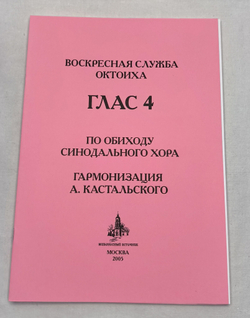 ВОСКРЕСНАЯ СЛУЖБА
ОКТОИХА
ГЛАС 4
ПО ОБИХОДУ
СИНОДАЛЬНОГО ХОРА
ГАРМОНИЗАЦИЯ
А. КАСТАЛЬСКОГО
МОСКВА
2005